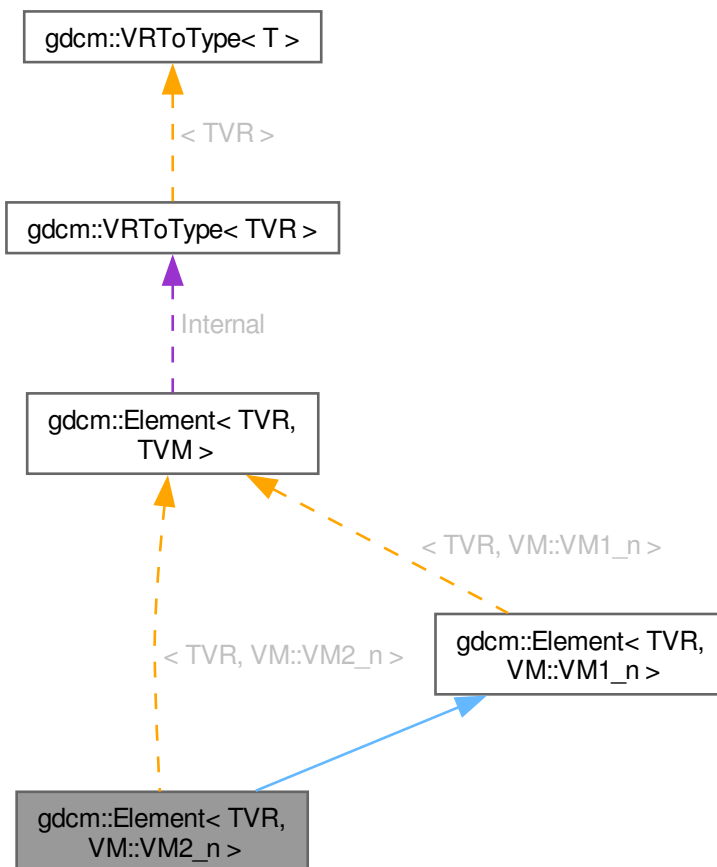 gdcm::VRToType< T >
< TVR >
gdcm::VRToType< TVR >
Internal
gdcm::Element< TVR,
TVM >
< TVR, VM::VM1_n >
gdcm::Element< TVR,
VM::VM1_n >
< TVR, VM::VM2_n >
gdcm::Element< TVR,
VM::VM2_n >